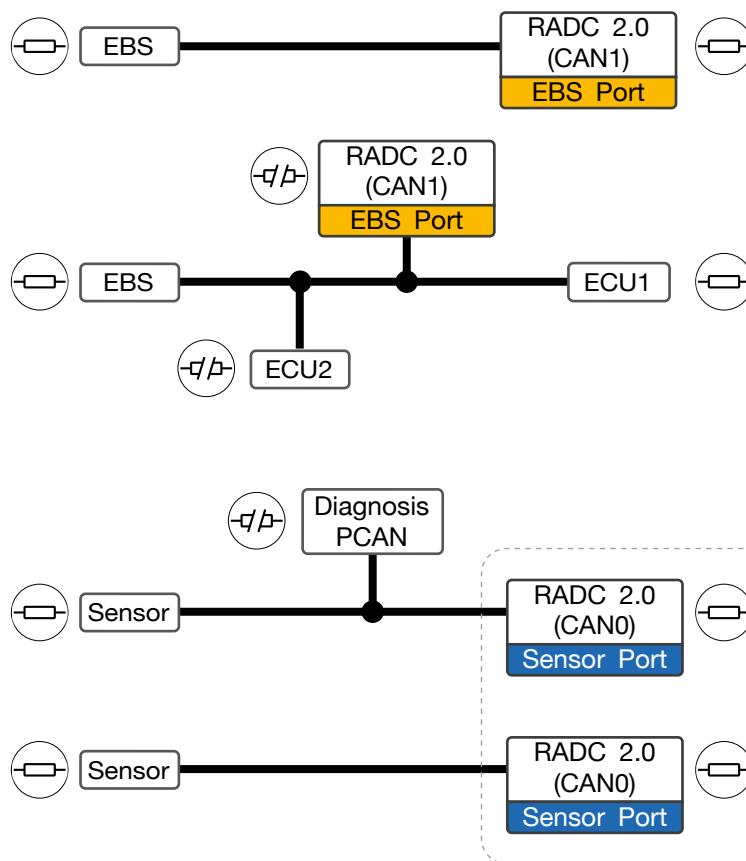 EBS
RADC 2.0
(CAN1)
EBS Port
RADC 2.0
(CAN1)
EBS Port
EBS
ECU1
ECU2
Diagnosis
PCAN
Sensor
RADC 2.0
(CAN0)
Sensor Port
Sensor
RADC 2.0
(CAN0)
Sensor Port